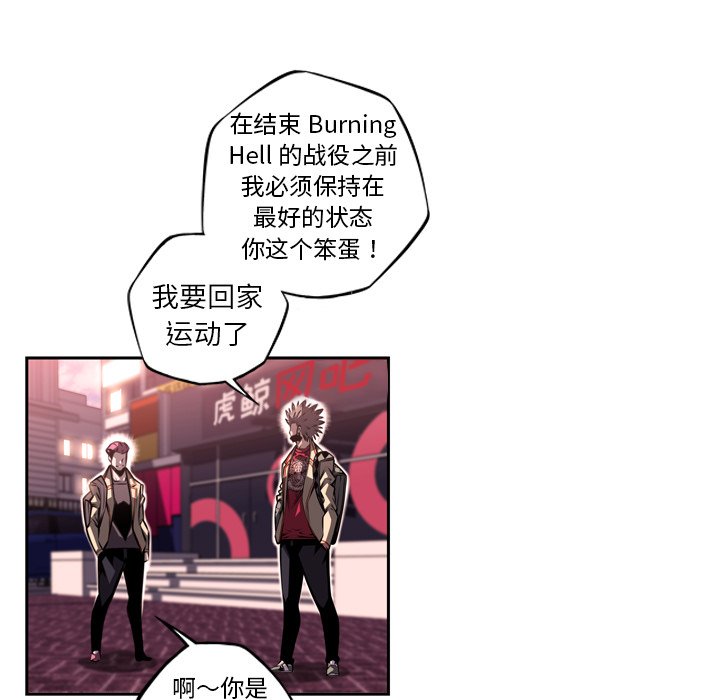 在结束 Burning
Hell 的战役之前
我必须保持在
最好的状态
你这个笨蛋！
我要回家
运动了
虎鲸网吧
啊～你是